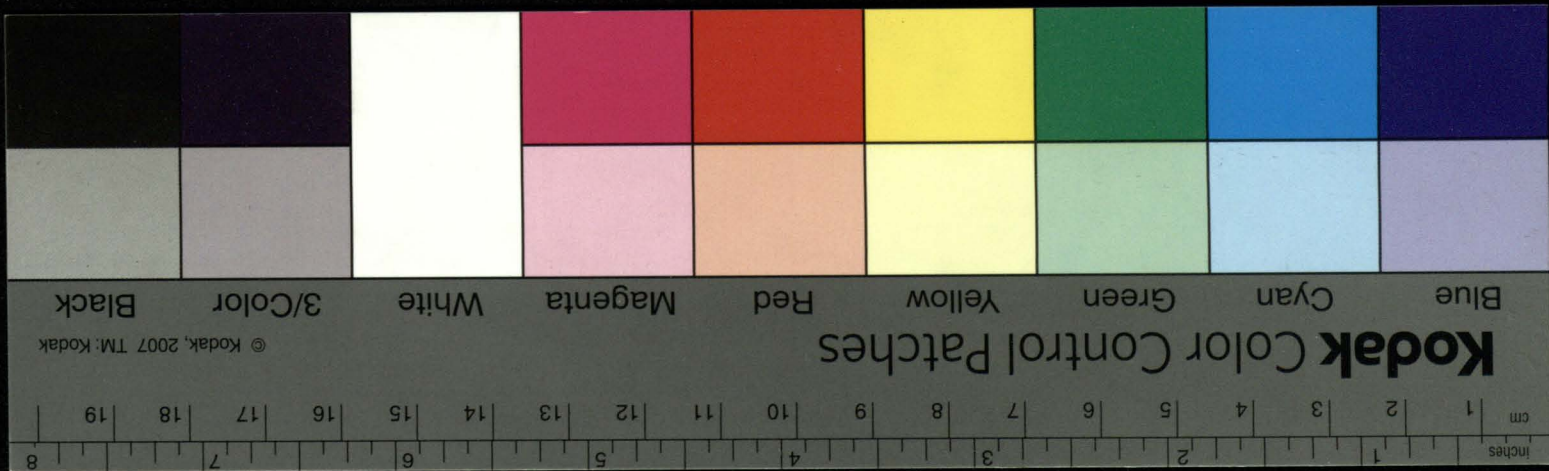 inches 1 2 3 4 5 6 7 8
cm 1 2 3 4 5 6 7 8 9 10 11 12 13 14 15 16 17 18 19
Kodak Color Control Patches © Kodak, 2007 TM: Kodak
Blue Cyan Green Yellow Red Magenta White 3/Color Black